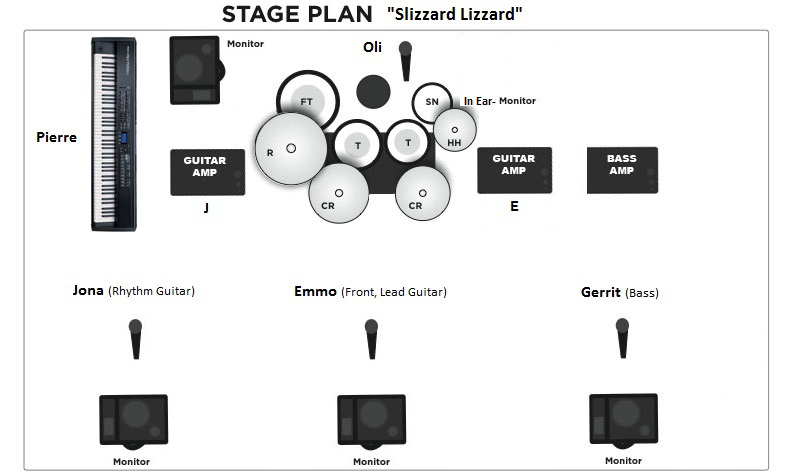 STAGE PLAN "Slizzard Lizzard"
Monitor
Oli
FT
SN
In Ear- Monitor
Pierre
R
T
T
HH
GUITAR
AMP
GUITAR
AMP
BASS
AMP
CR
CR
J
E
Jona (Rhythm Guitar)
Emmo (Front, Lead Guitar)
Gerrit (Bass)
Monitor
Monitor
Monitor